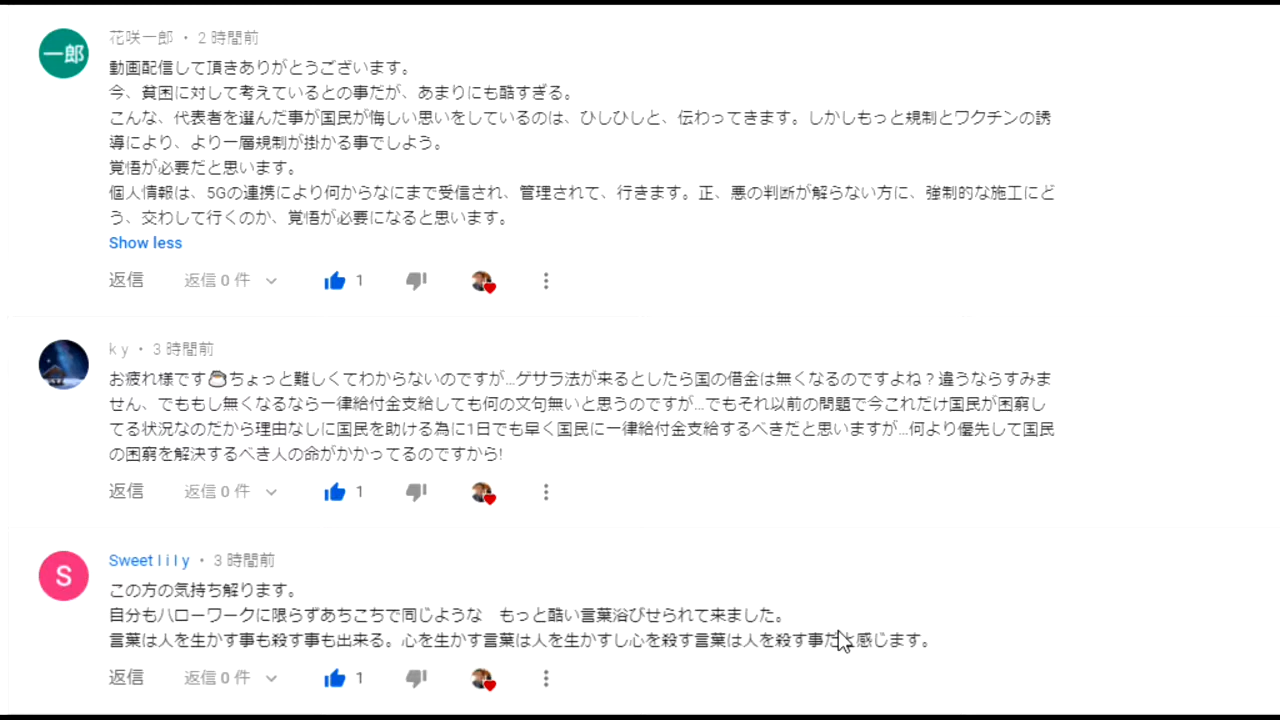 一郎
花咲一郎 • 2 時間前
動画配信して頂きありがとうございます。
今、貧困に対して考えているとの事だが、あまりにも酷すぎる。
こんな、代表者を選んだ事が国民が悔しい思いをしているのは、ひしひしと、伝わってきます。しかしもっと規制とワクチンの誘
導により、より一層規制が掛かる事でしよう。
覚悟が必要だと思います。
個人情報は、5Gの連携により何からなにまで受信され、管理されて、行きます。正、悪の判断が解らない方に、強制的な施工にど
う、交わして行くのか、覚悟が必要になると思います。
Show less
返信 返信 0 件 1
k y • 3 時間前
お疲れ様です🍚ちょっと難しくてわからないのですが...ゲサラ法が来るとしたら国の借金は無くなるのですよね？違うならすみま
せん、でももし無くなるなら一律給付金支給しても何の文句無いと思うのですが...でもそれ以前の問題で今これだけ国民が困窮し
てる状況なのだから理由なしに国民を助ける為に1日でも早く国民に一律給付金支給するべきだと思いますが...何より優先して国民
の困窮を解決するべき人の命がかかってるのですから!
返信 返信 0 件 1
S
Sweet l i l y • 3 時間前
この方の気持ち解ります。
自分もハローワークに限らずあちこちで同じような　もっと酷い言葉浴びせられて来ました。
言葉は人を生かす事も殺す事も出来る。心を生かす言葉は人を生かすし心を殺す言葉は人を殺す事だと感じます。
返信 返信 0 件 1